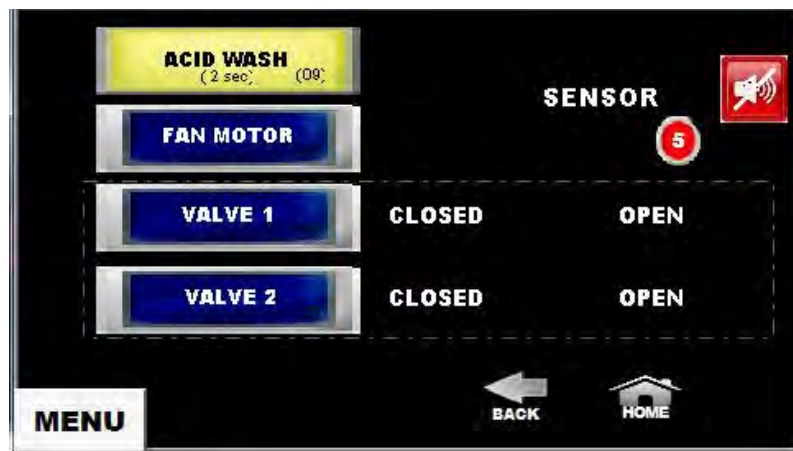 ACID WASH
(2 sec) (09)
SENSOR
FAN MOTOR
5
VALVE 1 CLOSED OPEN
VALVE 2 CLOSED OPEN
MENU
BACK
HOME